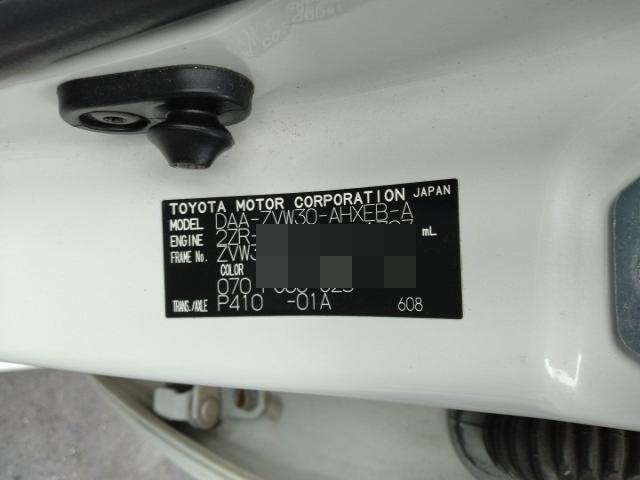 TOYOTA MOTOR CORPORATION JAPAN
MODEL DAA-ZVW30-AHXEB-A
ENGINE 2ZR- mL
FRAME No. ZVW3
COLOR
070
TRANS./AXLE P410 -01A 608